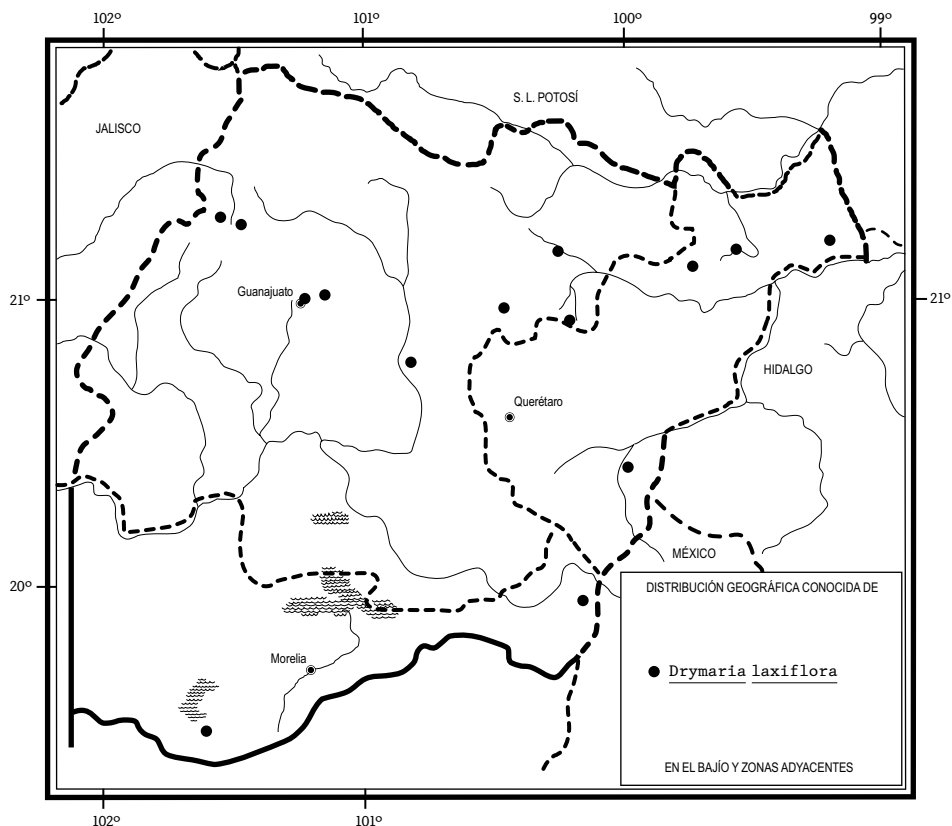 102º 101º 100º 99º
S. L. POTOSÍ
JALISCO
Guanajuato
21º 21º
HIDALGO
Querétaro
MÉXICO
20º
DISTRIBUCIÓN GEOGRÁFICA CONOCIDA DE
Morelia
Drymaria laxiflora
EN EL BAJÍO Y ZONAS ADYACENTES
102º 101º